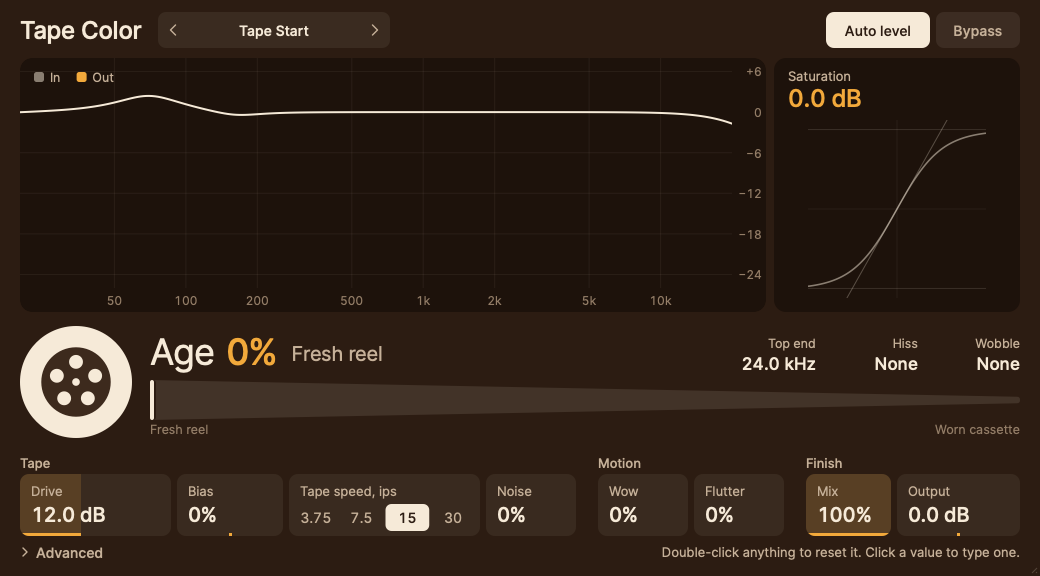 Tape Color
Tape Start
Auto level
Bypass
In
Out
+6
0
−6
−12
−18
−24
50 100 200 500 1k 2k 5k 10k
Saturation
0.0 dB
Age 0% Fresh reel
Top end
24.0 kHz
Hiss
None
Wobble
None
Fresh reel
Worn cassette
Tape
Drive
12.0 dB
Bias
0%
Tape speed, ips
3.75 7.5 15 30
Noise
0%
Motion
Wow
0%
Flutter
0%
Finish
Mix
100%
Output
0.0 dB
Advanced
Double-click anything to reset it. Click a value to type one.